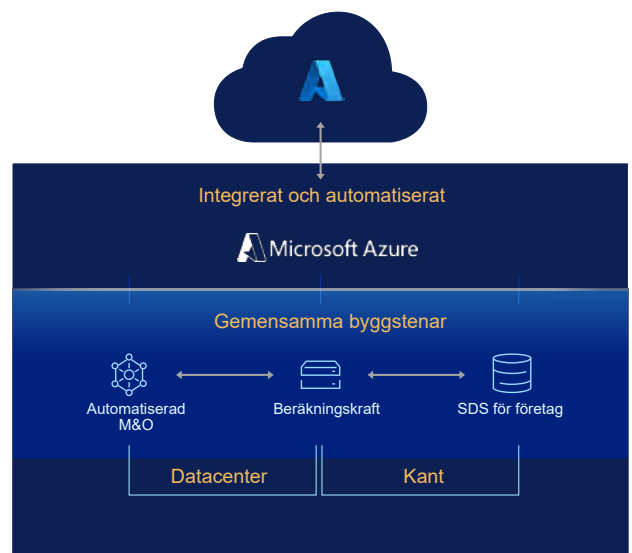 Integrerat och automatiserat
Microsoft Azure
Gemensamma byggstenar
Automatiserad
M&O
Beräkningskraft
SDS för företag
Datacenter
Kant